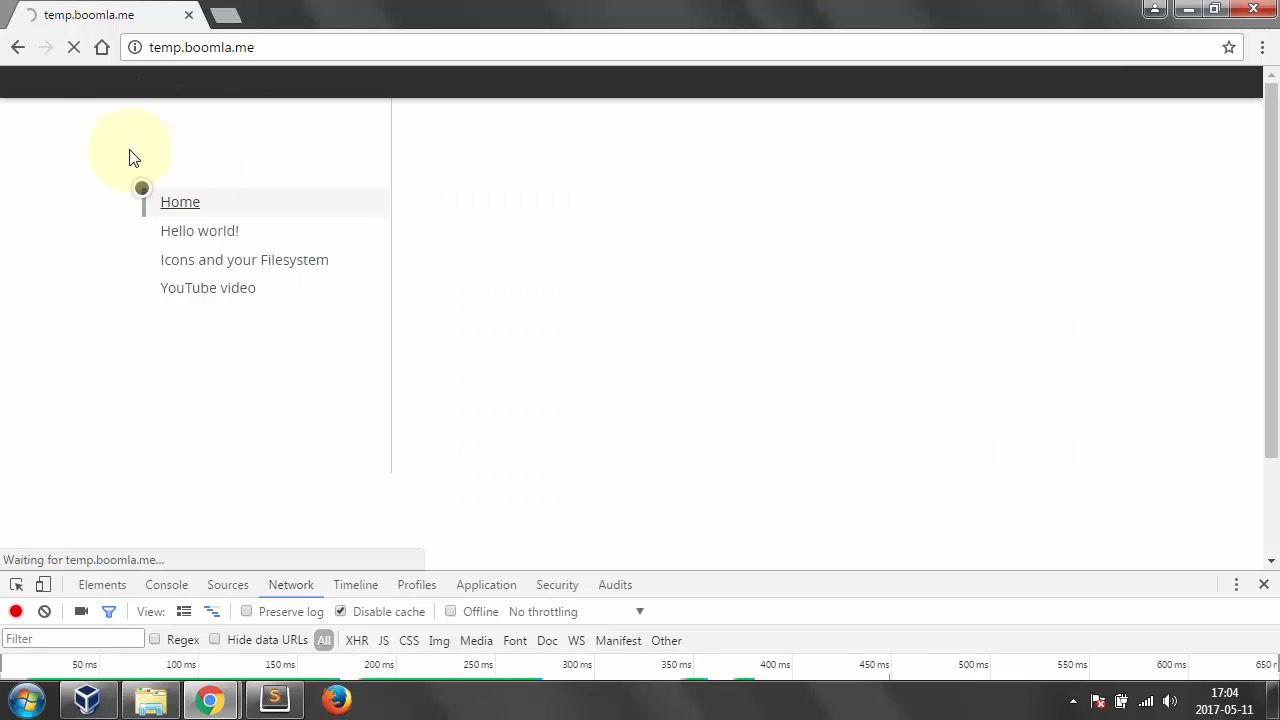 temp.boomla.me
temp.boomla.me
Home
Hello world!
Icons and your Filesystem
YouTube video
Waiting for temp.boomla.me...
Elements Console Sources Network Timeline Profiles Application Security Audits
View: Preserve log Disable cache Offline No throttling
Filter Regex Hide data URLs All XHR JS CSS Img Media Font Doc WS Manifest Other
50 ms 100 ms 150 ms 200 ms 250 ms 300 ms 350 ms 400 ms 450 ms 500 ms 550 ms 600 ms 650 r
17:04
2017-05-11